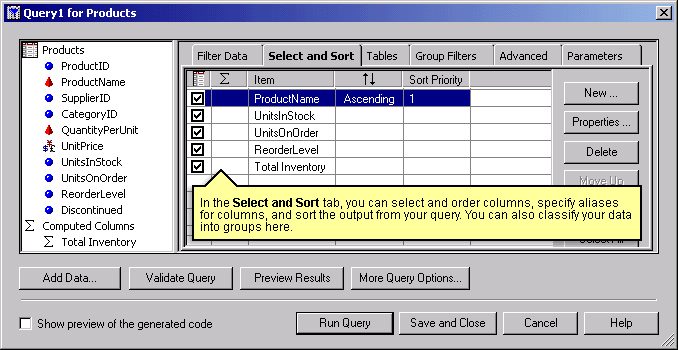 Query1 for Products
Products
ProductID
ProductName
SupplierID
CategoryID
QuantityPerUnit
UnitPrice
UnitsInStock
UnitsOnOrder
ReorderLevel
Discontinued
Computed Columns
Σ Total Inventory
Filter Data Select and Sort Tables Group Filters Advanced Parameters
Σ Item Sort Priority
ProductName Ascending 1
UnitsInStock
UnitsOnOrder
ReorderLevel
Total Inventory
New ...
Properties ...
Delete
Move Up
In the Select and Sort tab, you can select and order columns, specify aliases
for columns, and sort the output from your query. You can also classify your data
into groups here.
Select All
Add Data... Validate Query Preview Results More Query Options...
Show preview of the generated code
Run Query Save and Close Cancel Help